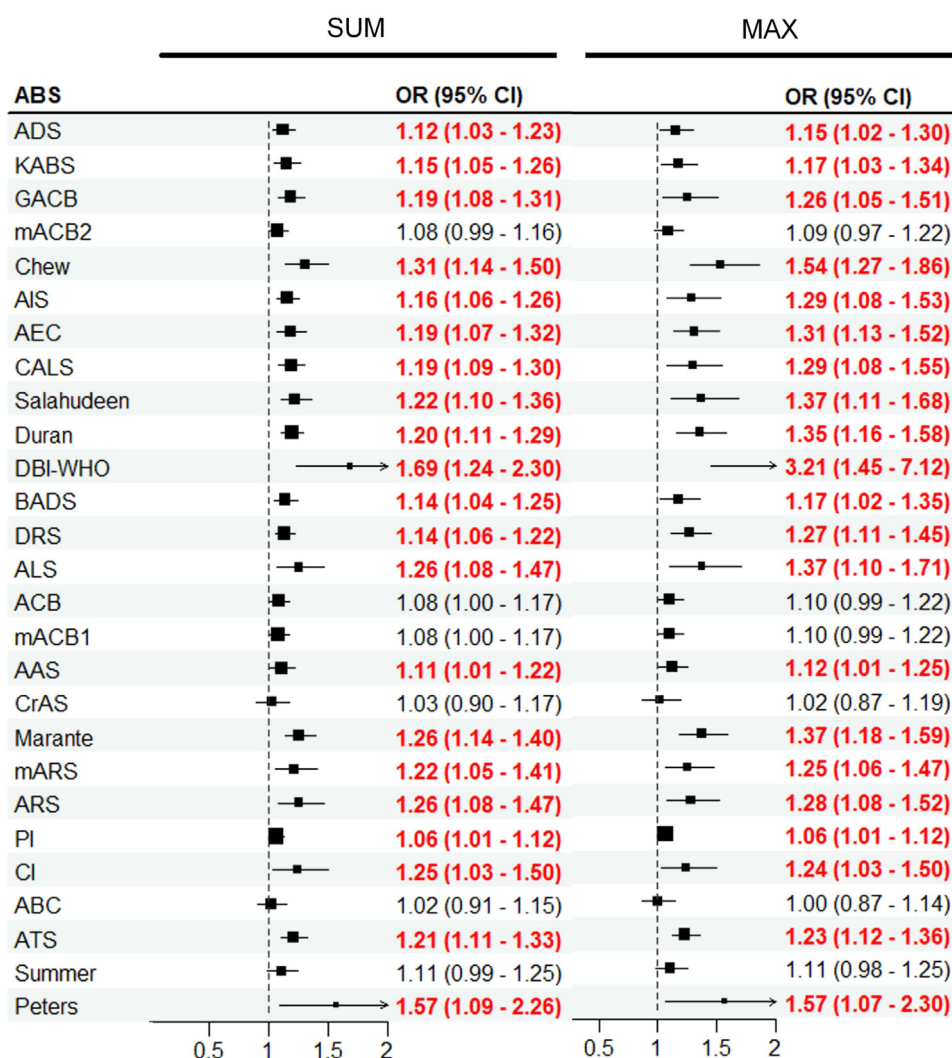 SUM MAX
ABS OR (95% CI) OR (95% CI)
ADS 1.12 (1.03 - 1.23) 1.15 (1.02 - 1.30)
KABS 1.15 (1.05 - 1.26) 1.17 (1.03 - 1.34)
GACB 1.19 (1.08 - 1.31) 1.26 (1.05 - 1.51)
mACB2 1.08 (0.99 - 1.16) 1.09 (0.97 - 1.22)
Chew 1.31 (1.14 - 1.50) 1.54 (1.27 - 1.86)
AIS 1.16 (1.06 - 1.26) 1.29 (1.08 - 1.53)
AEC 1.19 (1.07 - 1.32) 1.31 (1.13 - 1.52)
CALS 1.19 (1.09 - 1.30) 1.29 (1.08 - 1.55)
Salahudeen 1.22 (1.10 - 1.36) 1.37 (1.11 - 1.68)
Duran 1.20 (1.11 - 1.29) 1.35 (1.16 - 1.58)
DBI-WHO 1.69 (1.24 - 2.30) 3.21 (1.45 - 7.12)
BADS 1.14 (1.04 - 1.25) 1.17 (1.02 - 1.35)
DRS 1.14 (1.06 - 1.22) 1.27 (1.11 - 1.45)
ALS 1.26 (1.08 - 1.47) 1.37 (1.10 - 1.71)
ACB 1.08 (1.00 - 1.17) 1.10 (0.99 - 1.22)
mACB1 1.08 (1.00 - 1.17) 1.10 (0.99 - 1.22)
AAS 1.11 (1.01 - 1.22) 1.12 (1.01 - 1.25)
CrAS 1.03 (0.90 - 1.17) 1.02 (0.87 - 1.19)
Marante 1.26 (1.14 - 1.40) 1.37 (1.18 - 1.59)
mARS 1.22 (1.05 - 1.41) 1.25 (1.06 - 1.47)
ARS 1.26 (1.08 - 1.47) 1.28 (1.08 - 1.52)
PI 1.06 (1.01 - 1.12) 1.06 (1.01 - 1.12)
CI 1.25 (1.03 - 1.50) 1.24 (1.03 - 1.50)
ABC 1.02 (0.91 - 1.15) 1.00 (0.87 - 1.14)
ATS 1.21 (1.11 - 1.33) 1.23 (1.12 - 1.36)
Summer 1.11 (0.99 - 1.25) 1.11 (0.98 - 1.25)
Peters 1.57 (1.09 - 2.26) 1.57 (1.07 - 2.30)
0.5 1 1.5 2 0.5 1 1.5 2